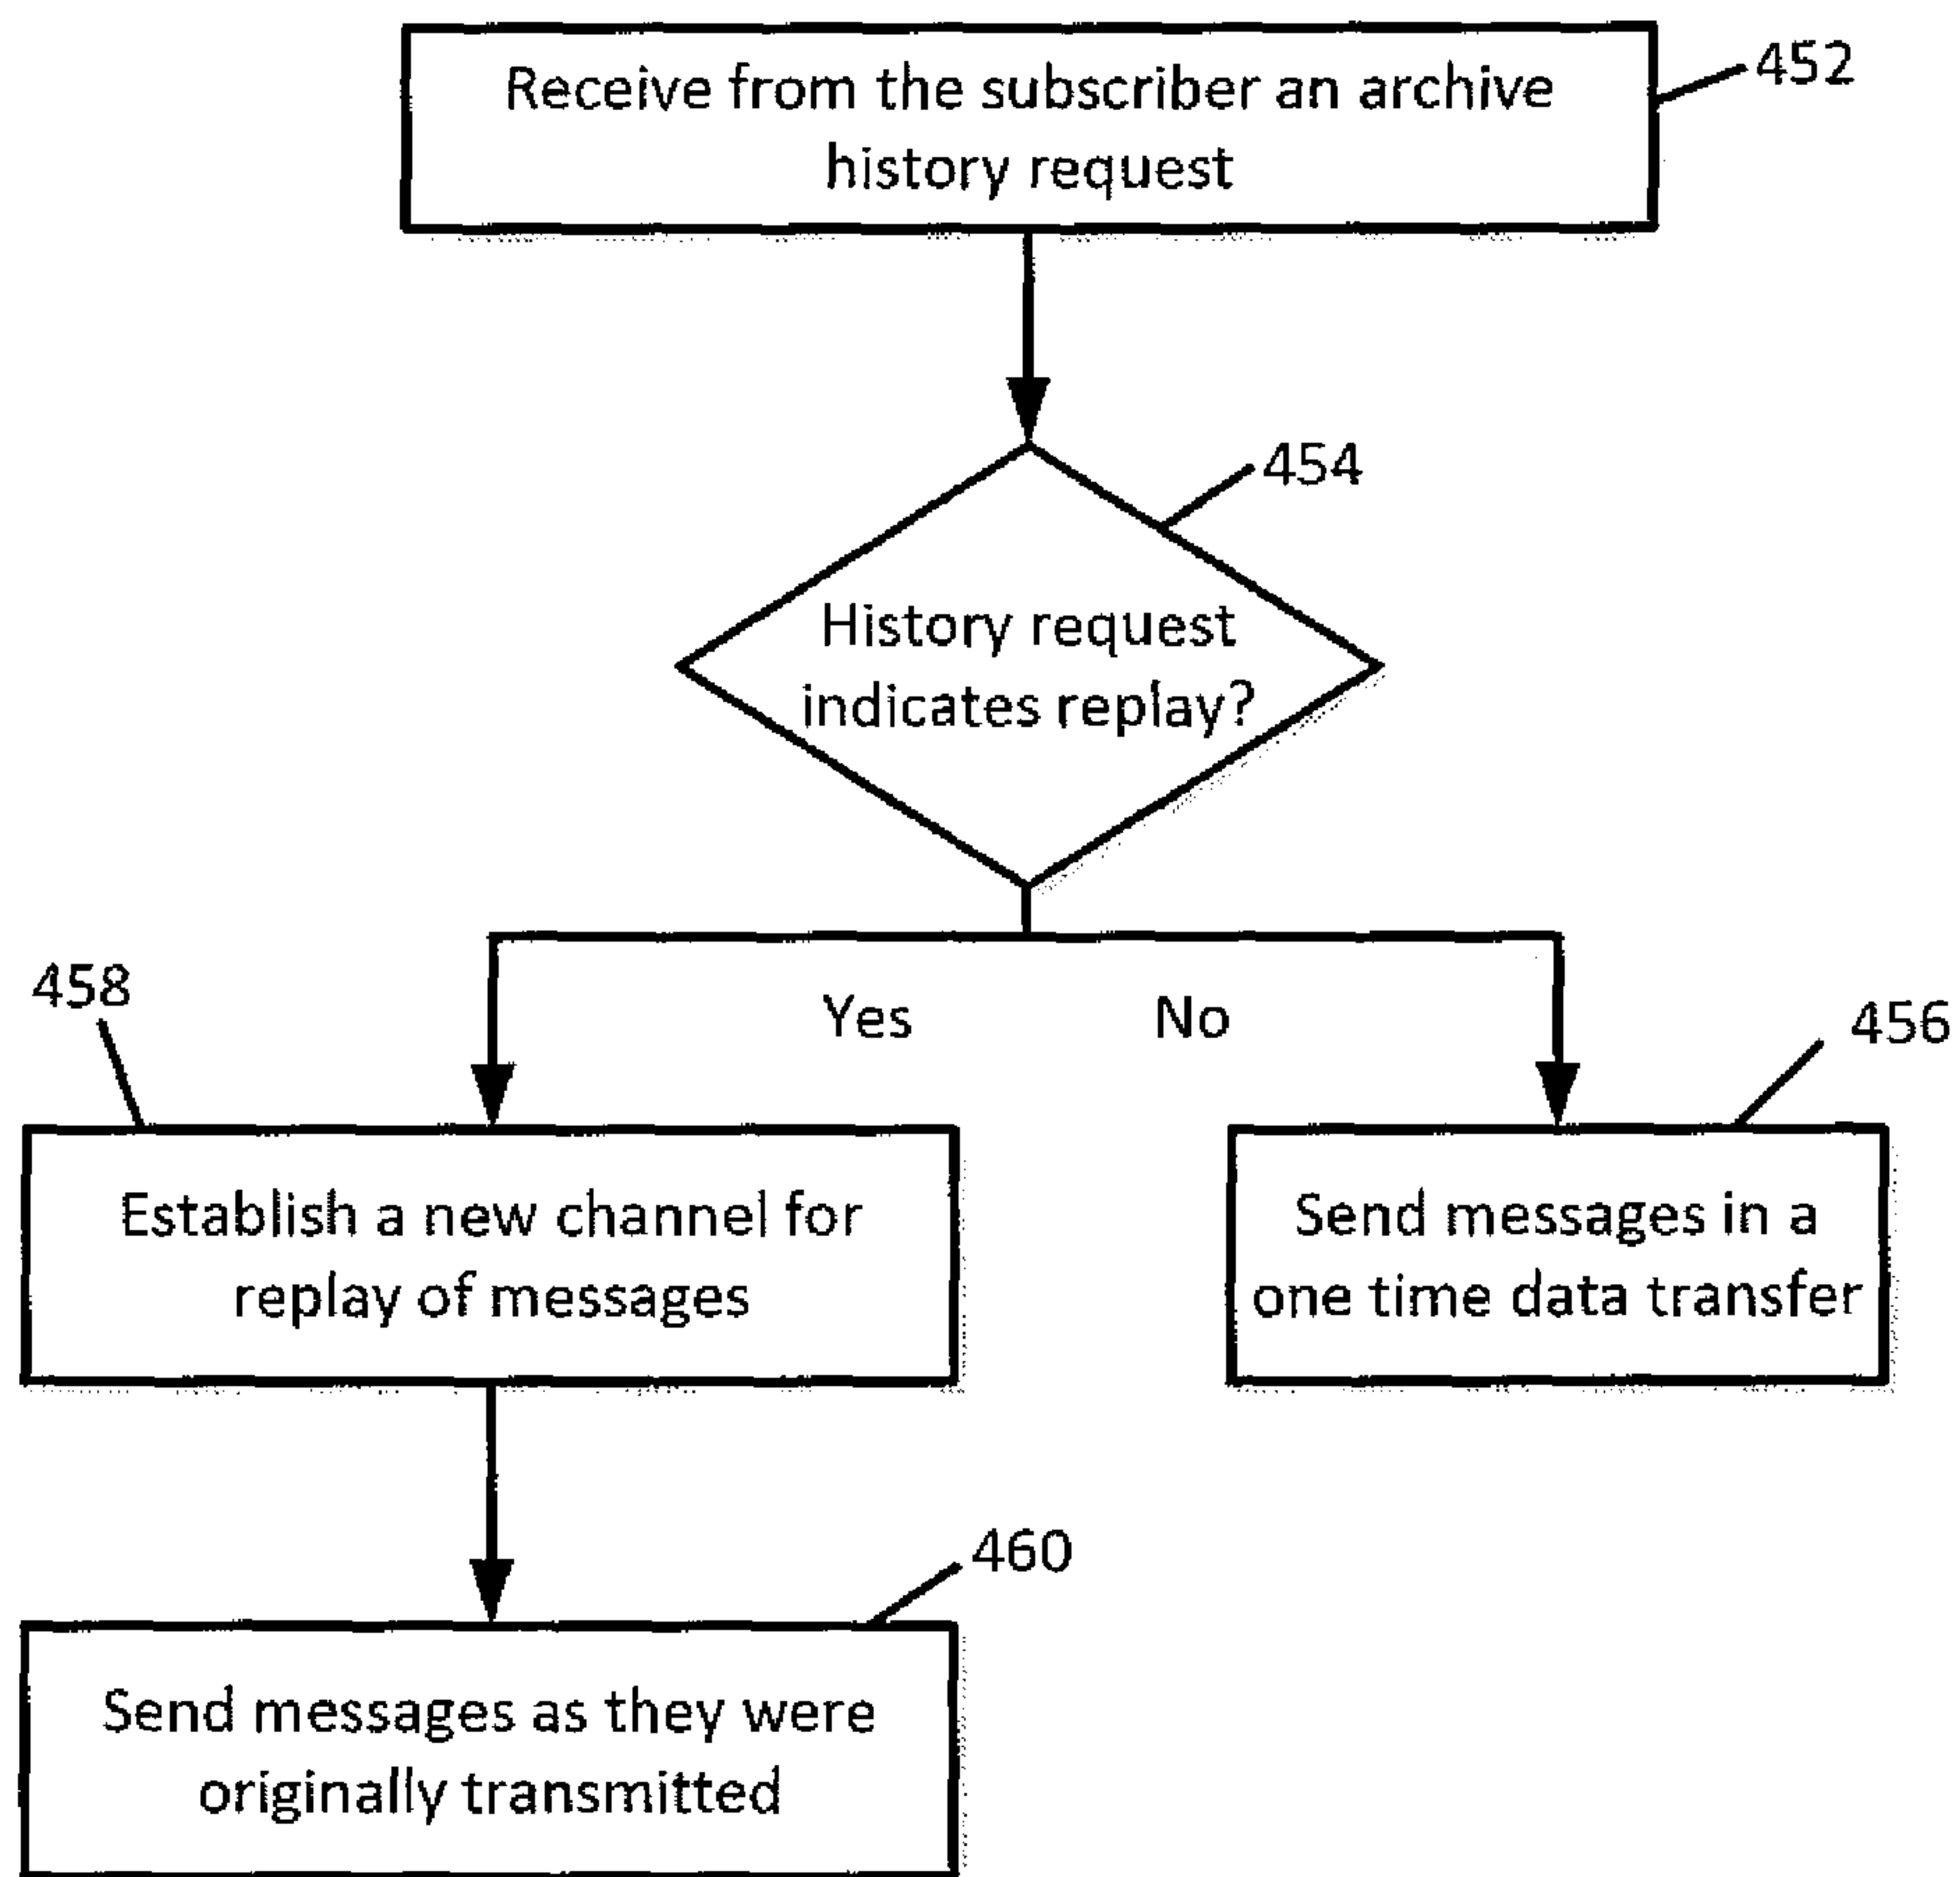 Receive from the subscriber an archive
history request
452
454
History request
indicates replay?
458
Yes
No
456
Establish a new channel for
replay of messages
Send messages in a
one time data transfer
460
Send messages as they were
originally transmitted